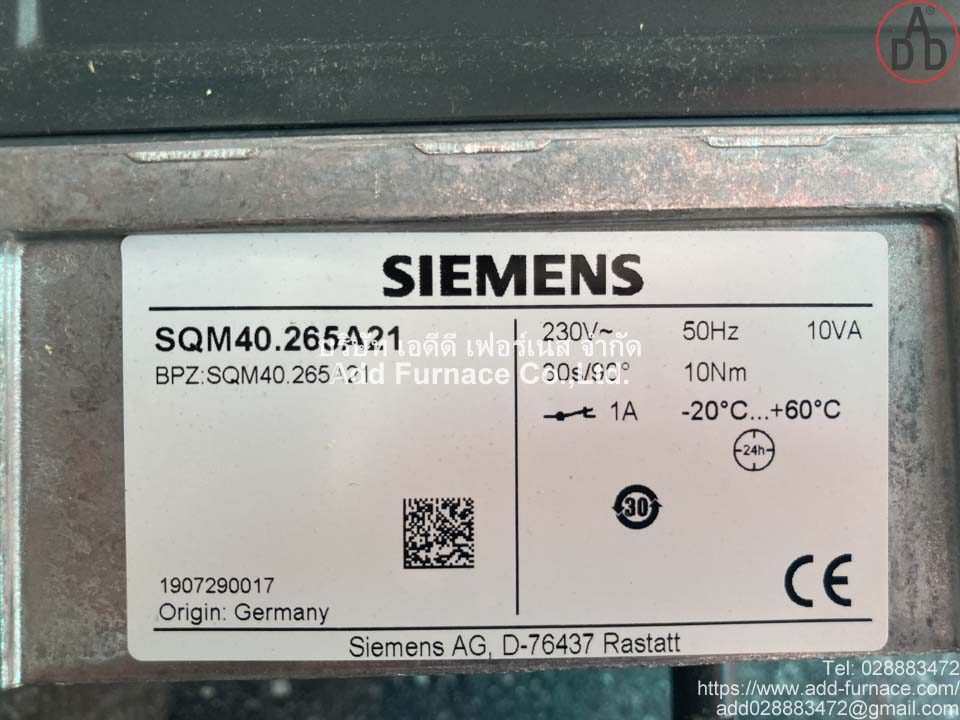 ADD®
SIEMENS
SQM40.265A21
BPZ:SQM40.265A21
230V~ 50Hz 10VA
30s/90° 10Nm
1A -20°C...+60°C
24h
30
บริษัท เอดีดี เฟอร์เนส จำกัด
Add Furnace Co.,Ltd.
1907290017
Origin: Germany
CE
Siemens AG, D-76437 Rastatt
Tel: 028883472
https://www.add-furnace.com/
add028883472@gmail.com